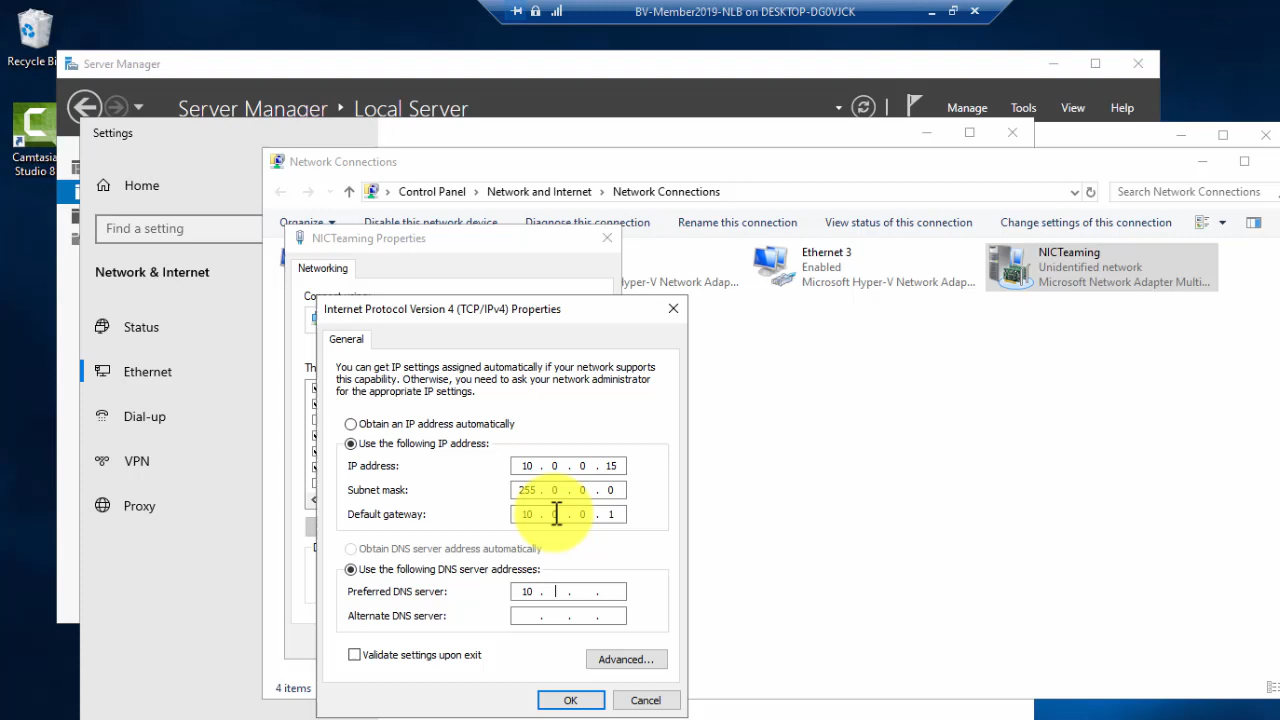 BV-Member2019-NLB on DESKTOP-DG0VJCK
Recycle Bi
Server Manager
Server Manager ‣ Local Server
Manage Tools View Help
Camtasia
Studio 8
Settings
Home
Find a setting
Network & Internet
Status
Ethernet
Dial-up
VPN
Proxy
Network Connections
Control Panel > Network and Internet > Network Connections
Search Network Connections
Organize Disable this network device Diagnose this connection Rename this connection View status of this connection Change settings of this connection
yper-V Network Adap...
Ethernet 3
Enabled
Microsoft Hyper-V Network Adap...
NICTeaming
Unidentified network
Microsoft Network Adapter Multi...
4 items
NICTeaming Properties
Networking
Internet Protocol Version 4 (TCP/IPv4) Properties
General
You can get IP settings assigned automatically if your network supports
this capability. Otherwise, you need to ask your network administrator
for the appropriate IP settings.
Obtain an IP address automatically
Use the following IP address:
IP address: 10 . 0 . 0 . 15
Subnet mask: 255 . 0 . 0 . 0
Default gateway: 10 . 0 . 0 . 1
Obtain DNS server address automatically
Use the following DNS server addresses:
Preferred DNS server: 10 . . .
Alternate DNS server: . . .
Validate settings upon exit
Advanced...
OK Cancel